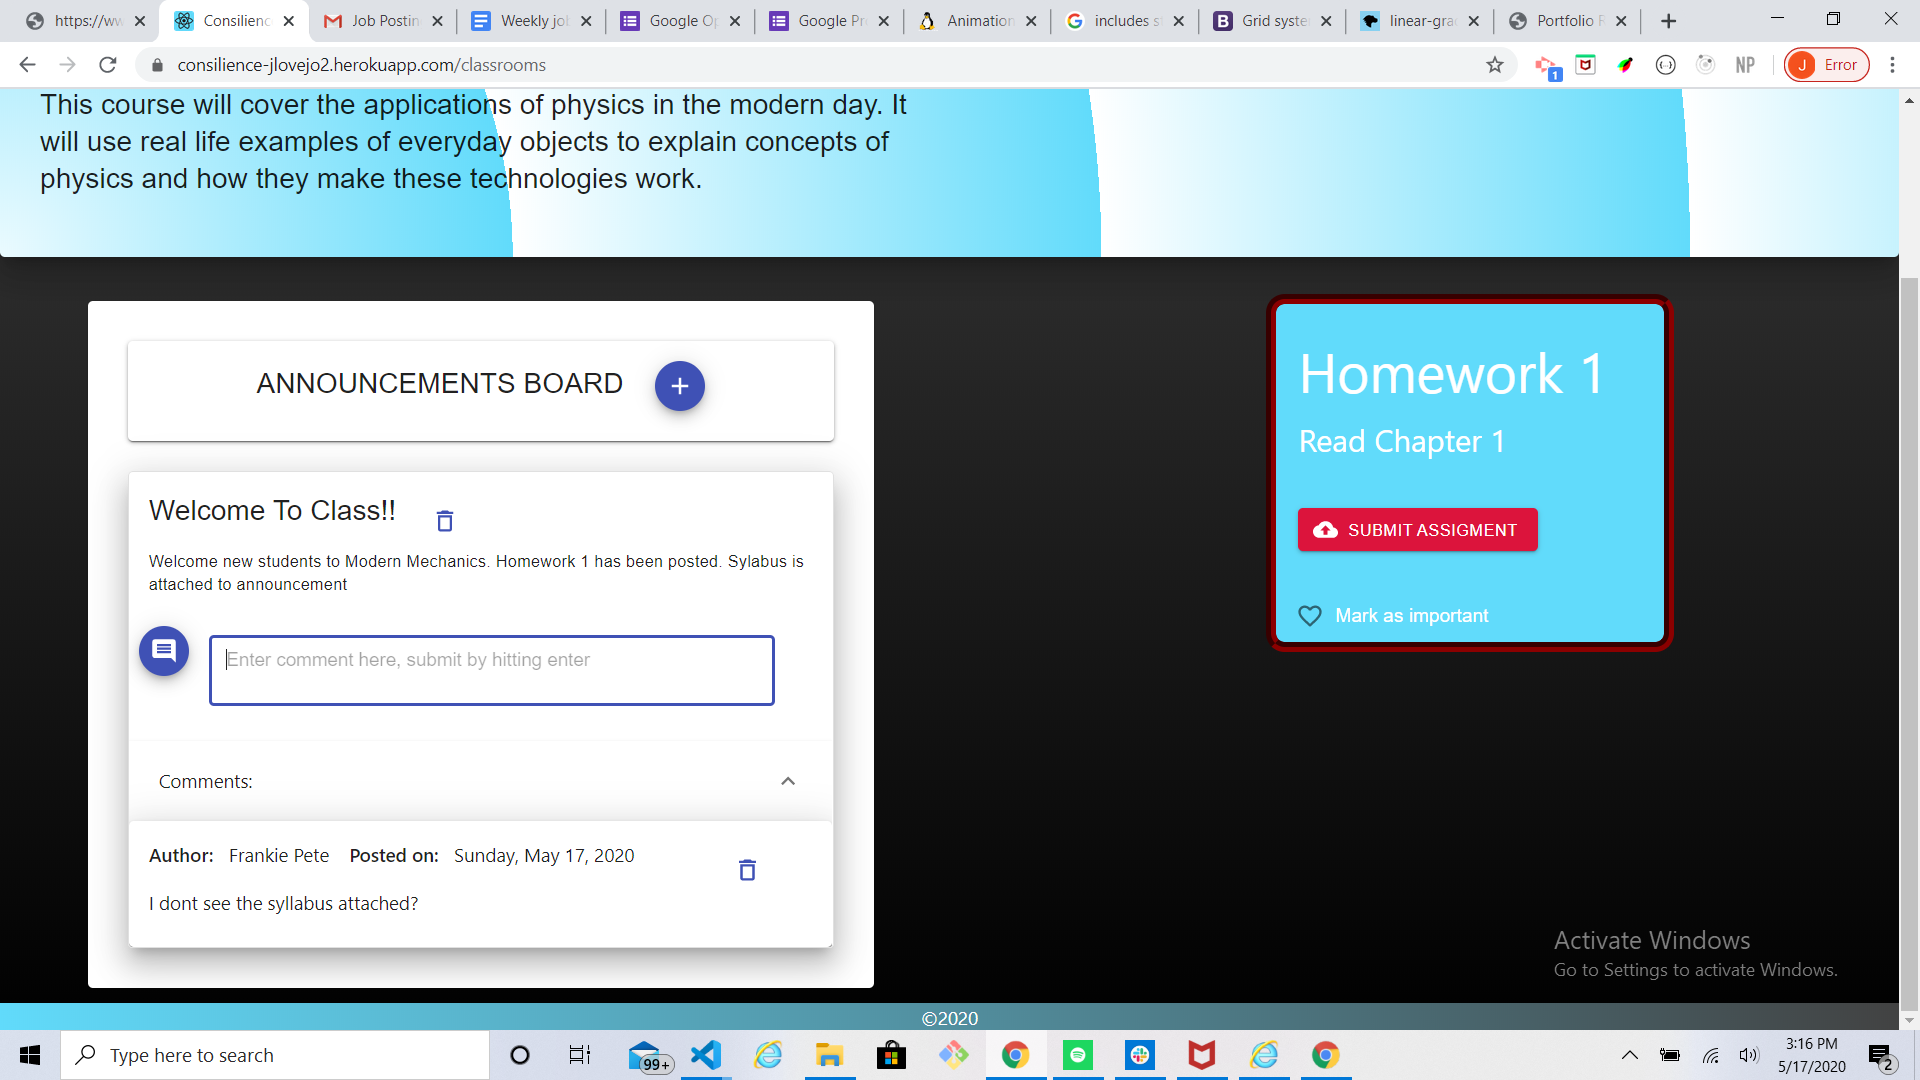 https://ww
Consilienc
Job Postin
Weekly jo
Google Op
Google Pr
Animation
includes s
Grid syste
linear-gra
Portfolio R
consilience-jlovejo2.herokuapp.com/classrooms
1
NP
J Error
This course will cover the applications of physics in the modern day. It
will use real life examples of everyday objects to explain concepts of
physics and how they make these technologies work.
ANNOUNCEMENTS BOARD
Welcome To Class!!
Welcome new students to Modern Mechanics. Homework 1 has been posted. Sylabus is
attached to announcement
Enter comment here, submit by hitting enter
Comments:
Author: Frankie Pete Posted on: Sunday, May 17, 2020
I dont see the syllabus attached?
Homework 1
Read Chapter 1
SUBMIT ASSIGMENT
Mark as important
Activate Windows
Go to Settings to activate Windows.
©2020
Type here to search
99+
3:16 PM
5/17/2020
2